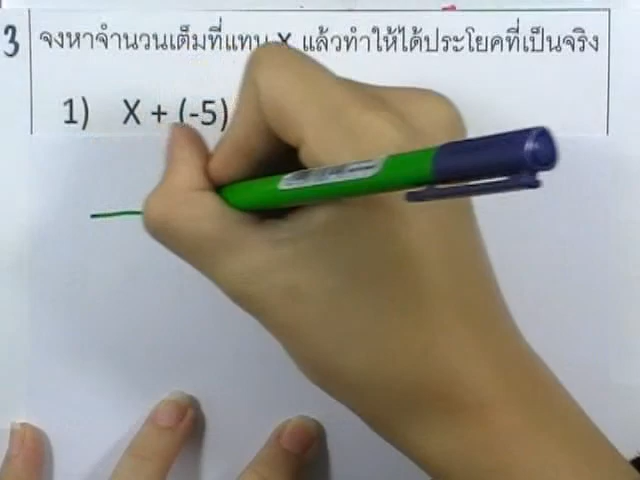 3 จงหาจำนวนเต็มที่แทน X แล้วทำให้ได้ประโยคที่เป็นจริง
1) X + (-5)